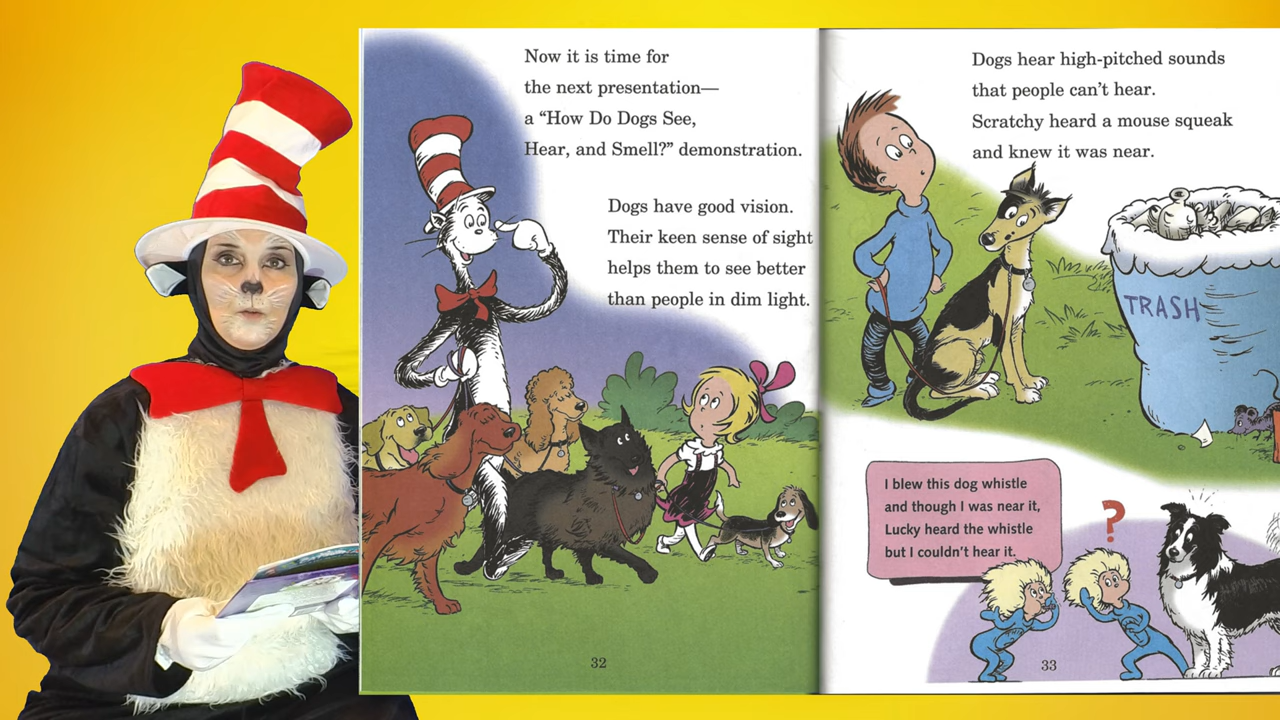 Now it is time for
the next presentation—
a “How Do Dogs See,
Hear, and Smell?” demonstration.
Dogs have good vision.
Their keen sense of sight
helps them to see better
than people in dim light.
32
Dogs hear high-pitched sounds
that people can’t hear.
Scratchy heard a mouse squeak
and knew it was near.
TRASH
I blew this dog whistle
and though I was near it,
Lucky heard the whistle
but I couldn’t hear it.
?
33